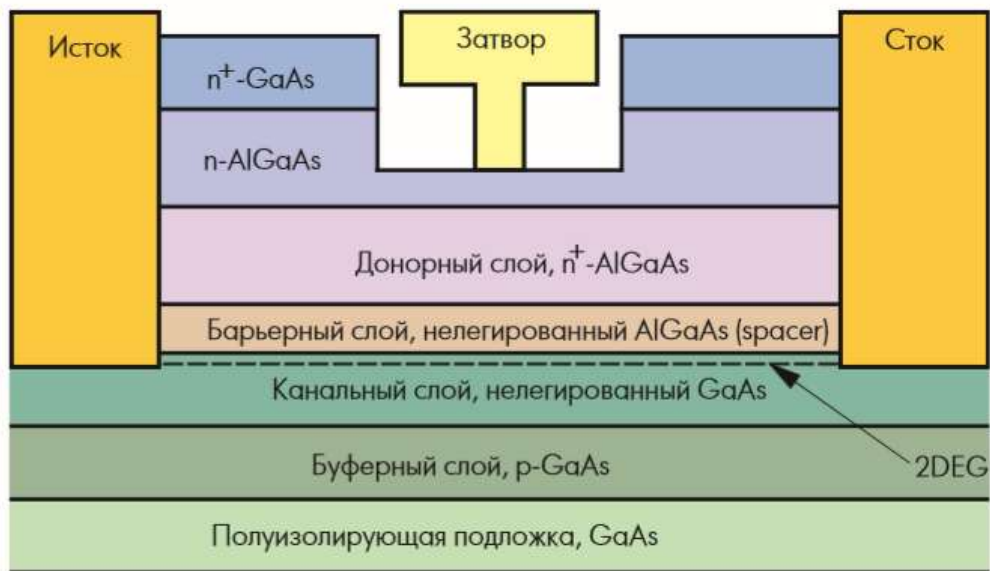 Исток
Затвор
Сток
n⁺-GaAs
n-AlGaAs
Донорный слой, n⁺-AlGaAs
Барьерный слой, нелегированный AlGaAs (spacer)
Канальный слой, нелегированный GaAs
Буферный слой, p-GaAs
2DEG
Полуизолирующая подложка, GaAs